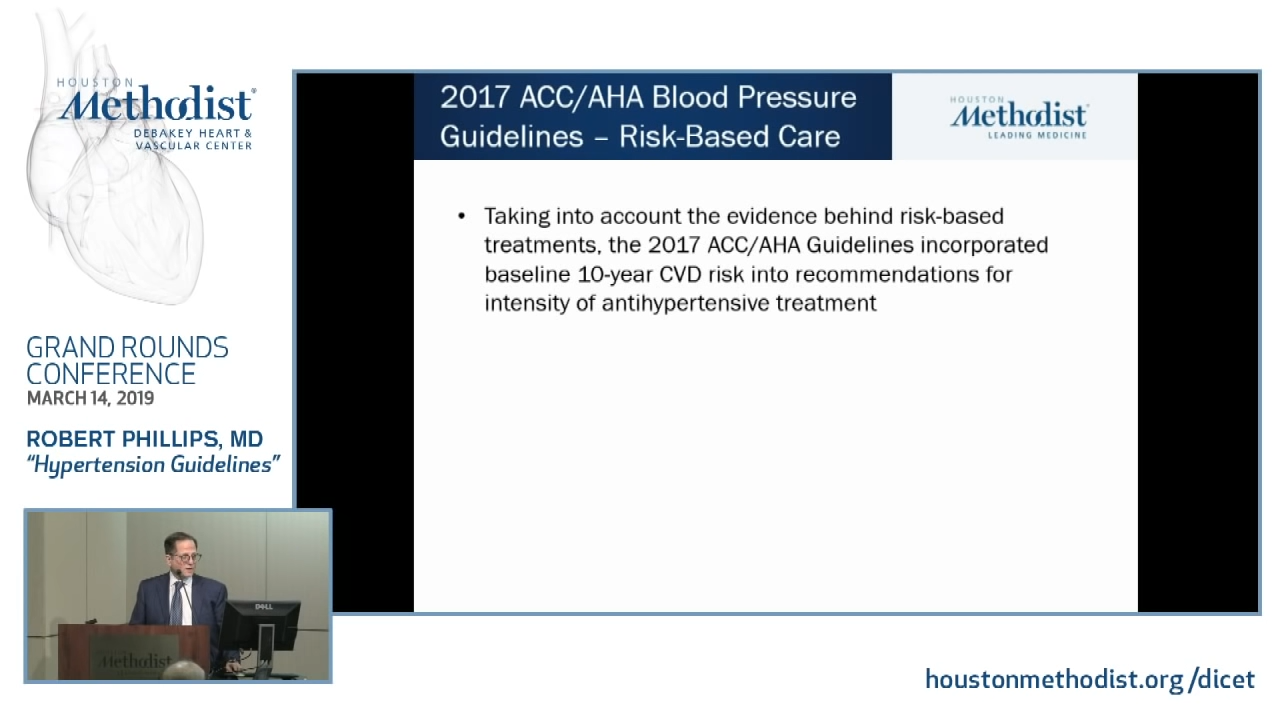 HOUSTON
Methodist®
DEBAKEY HEART &
VASCULAR CENTER
GRAND ROUNDS
CONFERENCE
MARCH 14, 2019
ROBERT PHILLIPS, MD
“Hypertension Guidelines”
2017 ACC/AHA Blood Pressure
Guidelines – Risk-Based Care
HOUSTON
Methodist
LEADING MEDICINE
• Taking into account the evidence behind risk-based
treatments, the 2017 ACC/AHA Guidelines incorporated
baseline 10-year CVD risk into recommendations for
intensity of antihypertensive treatment
DELL
Methodist
houstonmethodist.org/dicet